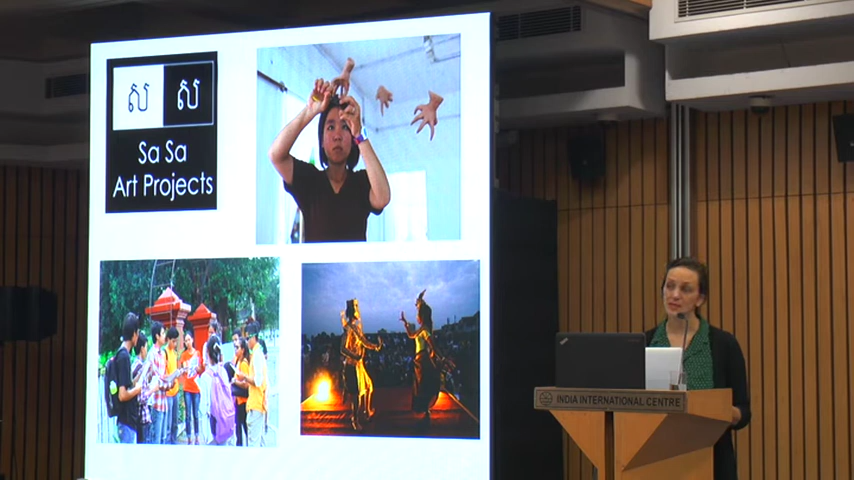 ស ស
Sa Sa
Art Projects
INDIA INTERNATIONAL CENTRE